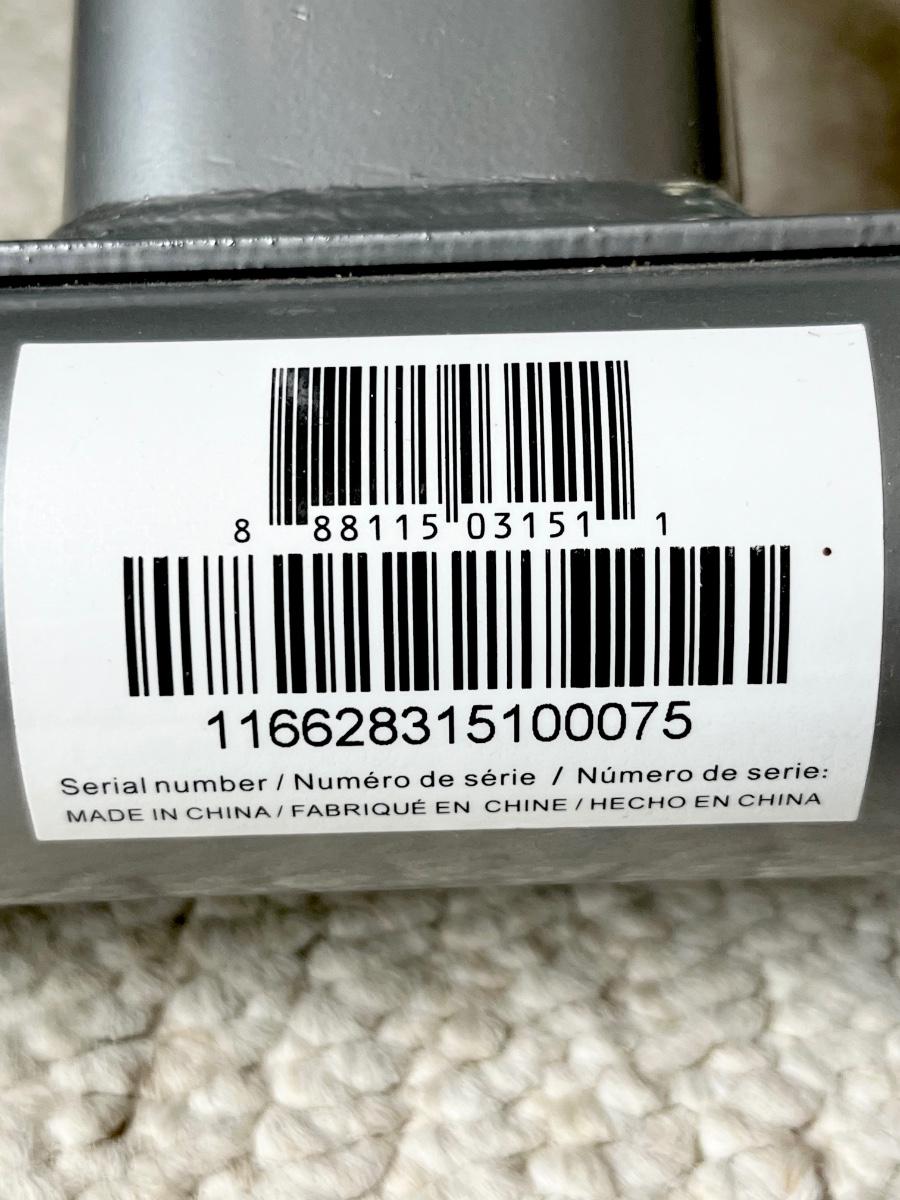 8 88115 03151 1
116628315100075
Serial number / Numéro de série / Número de serie:
MADE IN CHINA / FABRIQUÉ EN CHINE / HECHO EN CHINA